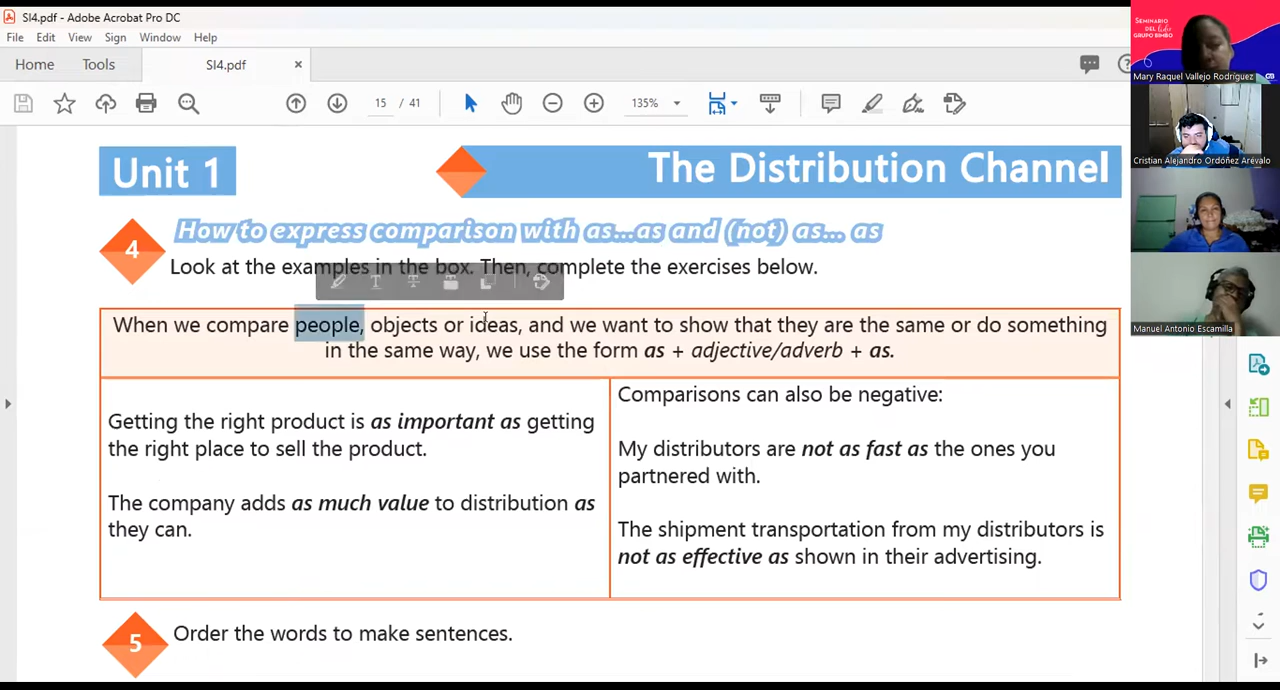 SI4.pdf - Adobe Acrobat Pro DC
File Edit View Sign Window Help
Home Tools SI4.pdf ×
15 / 41 135%
Unit 1 The Distribution Channel
4 How to express comparison with as...as and (not) as... as
Look at the examples in the box. Then, complete the exercises below.
When we compare people, objects or ideas, and we want to show that they are the same or do something
in the same way, we use the form as + adjective/adverb + as.
Getting the right product is as important as getting
the right place to sell the product.
The company adds as much value to distribution as
they can.
Comparisons can also be negative:
My distributors are not as fast as the ones you
partnered with.
The shipment transportation from my distributors is
not as effective as shown in their advertising.
5 Order the words to make sentences.
SEMINARIO
DEL líder
GRUPO BIMBO
Mary Raquel Vallejo Rodríguez
Cristian Alejandro Ordóñez Arévalo
Manuel Antonio Escamilla